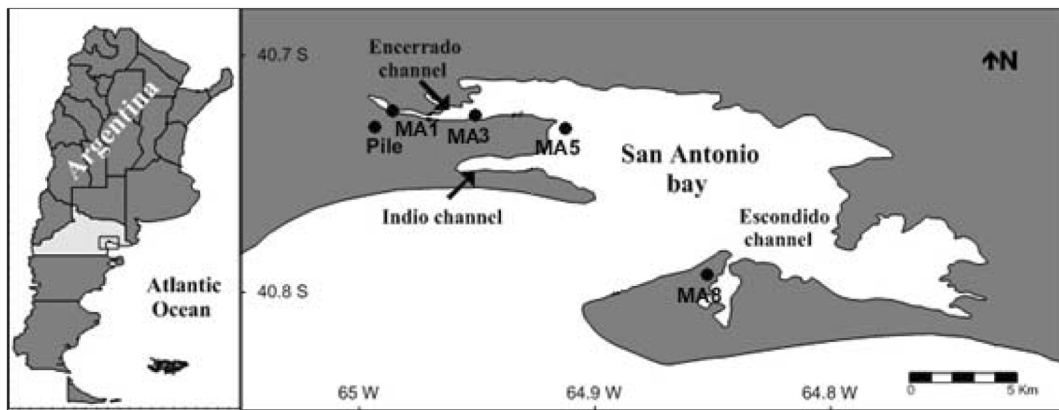 Argentina
Atlantic
Ocean
40.7 S
40.8 S
65 W
64.9 W
64.8 W
Encerrado
channel
MA1
MA3
Pile
MA5
Indio channel
San Antonio
bay
Escondido
channel
MA8
N
0
5 Km